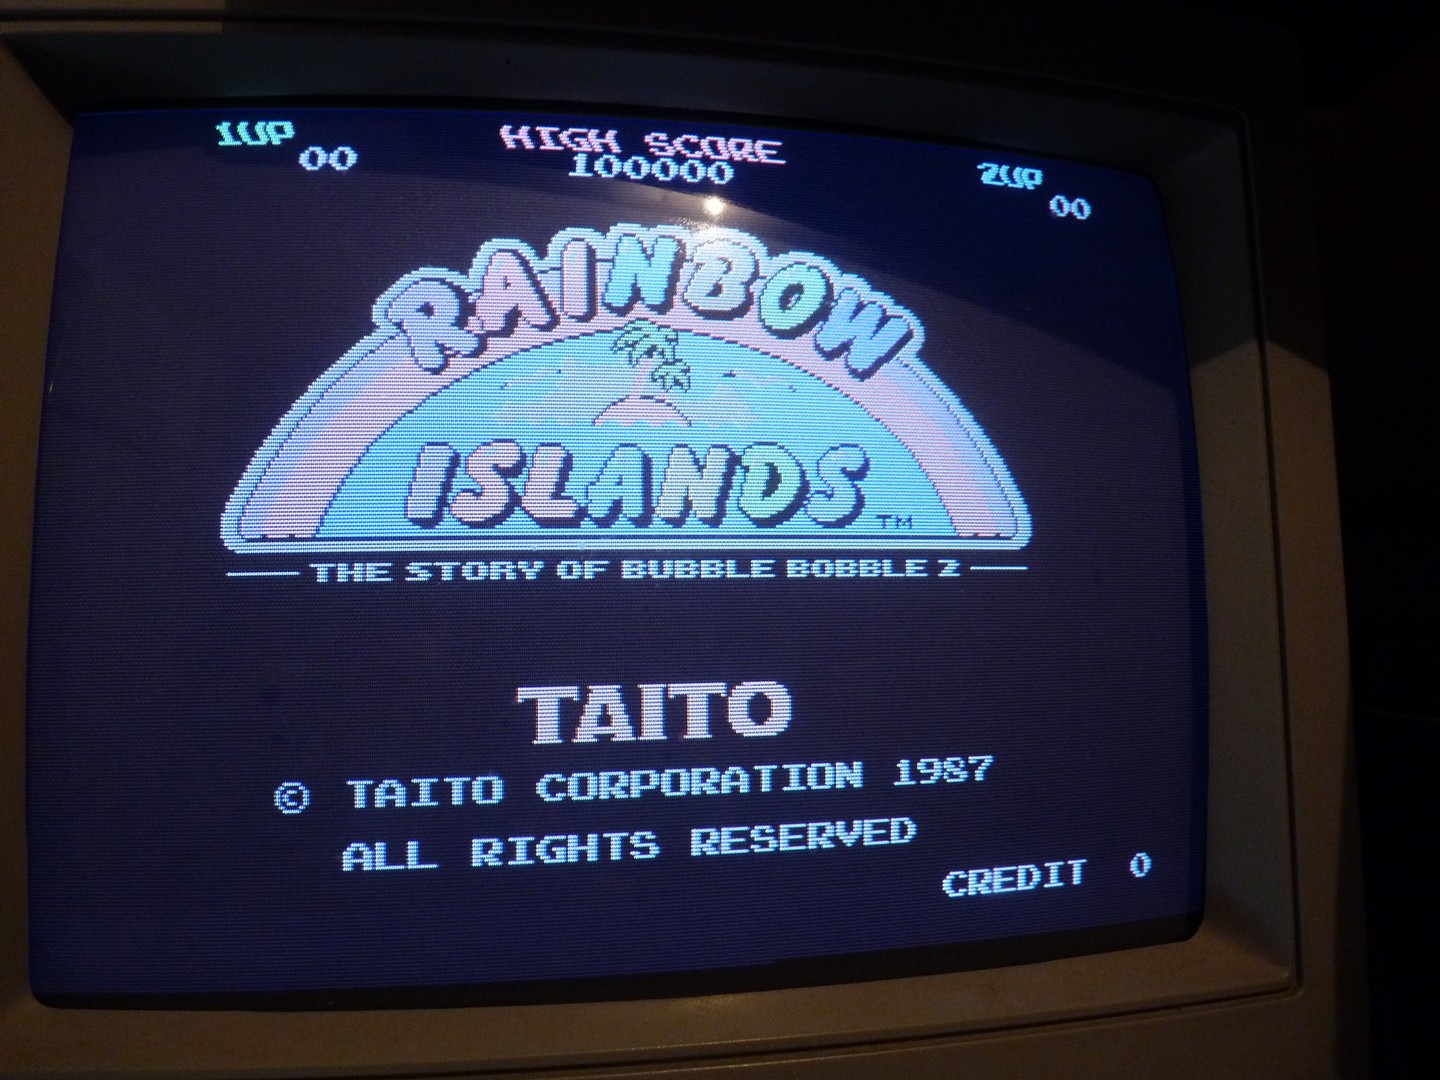 1UP HIGH SCORE 2UP
00 100000 00
RAINBOW
ISLANDS TM
THE STORY OF BUBBLE BOBBLE 2
TAITO
© TAITO CORPORATION 1987
ALL RIGHTS RESERVED
CREDIT 0